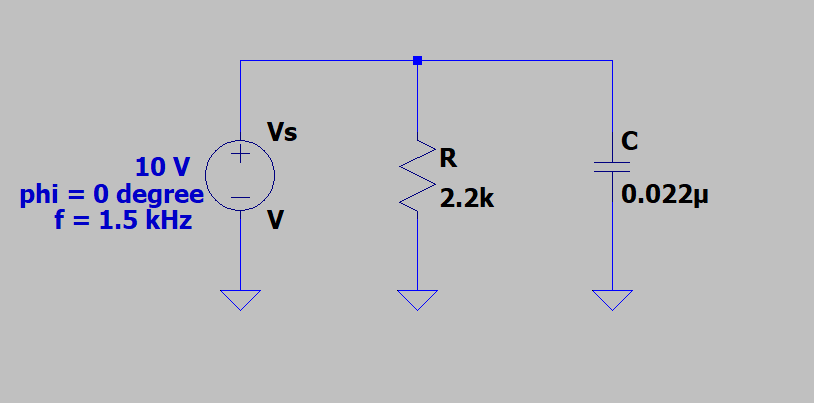 Vs
10 V
phi = 0 degree
f = 1.5 kHz
V
R
2.2k
C
0.022µ